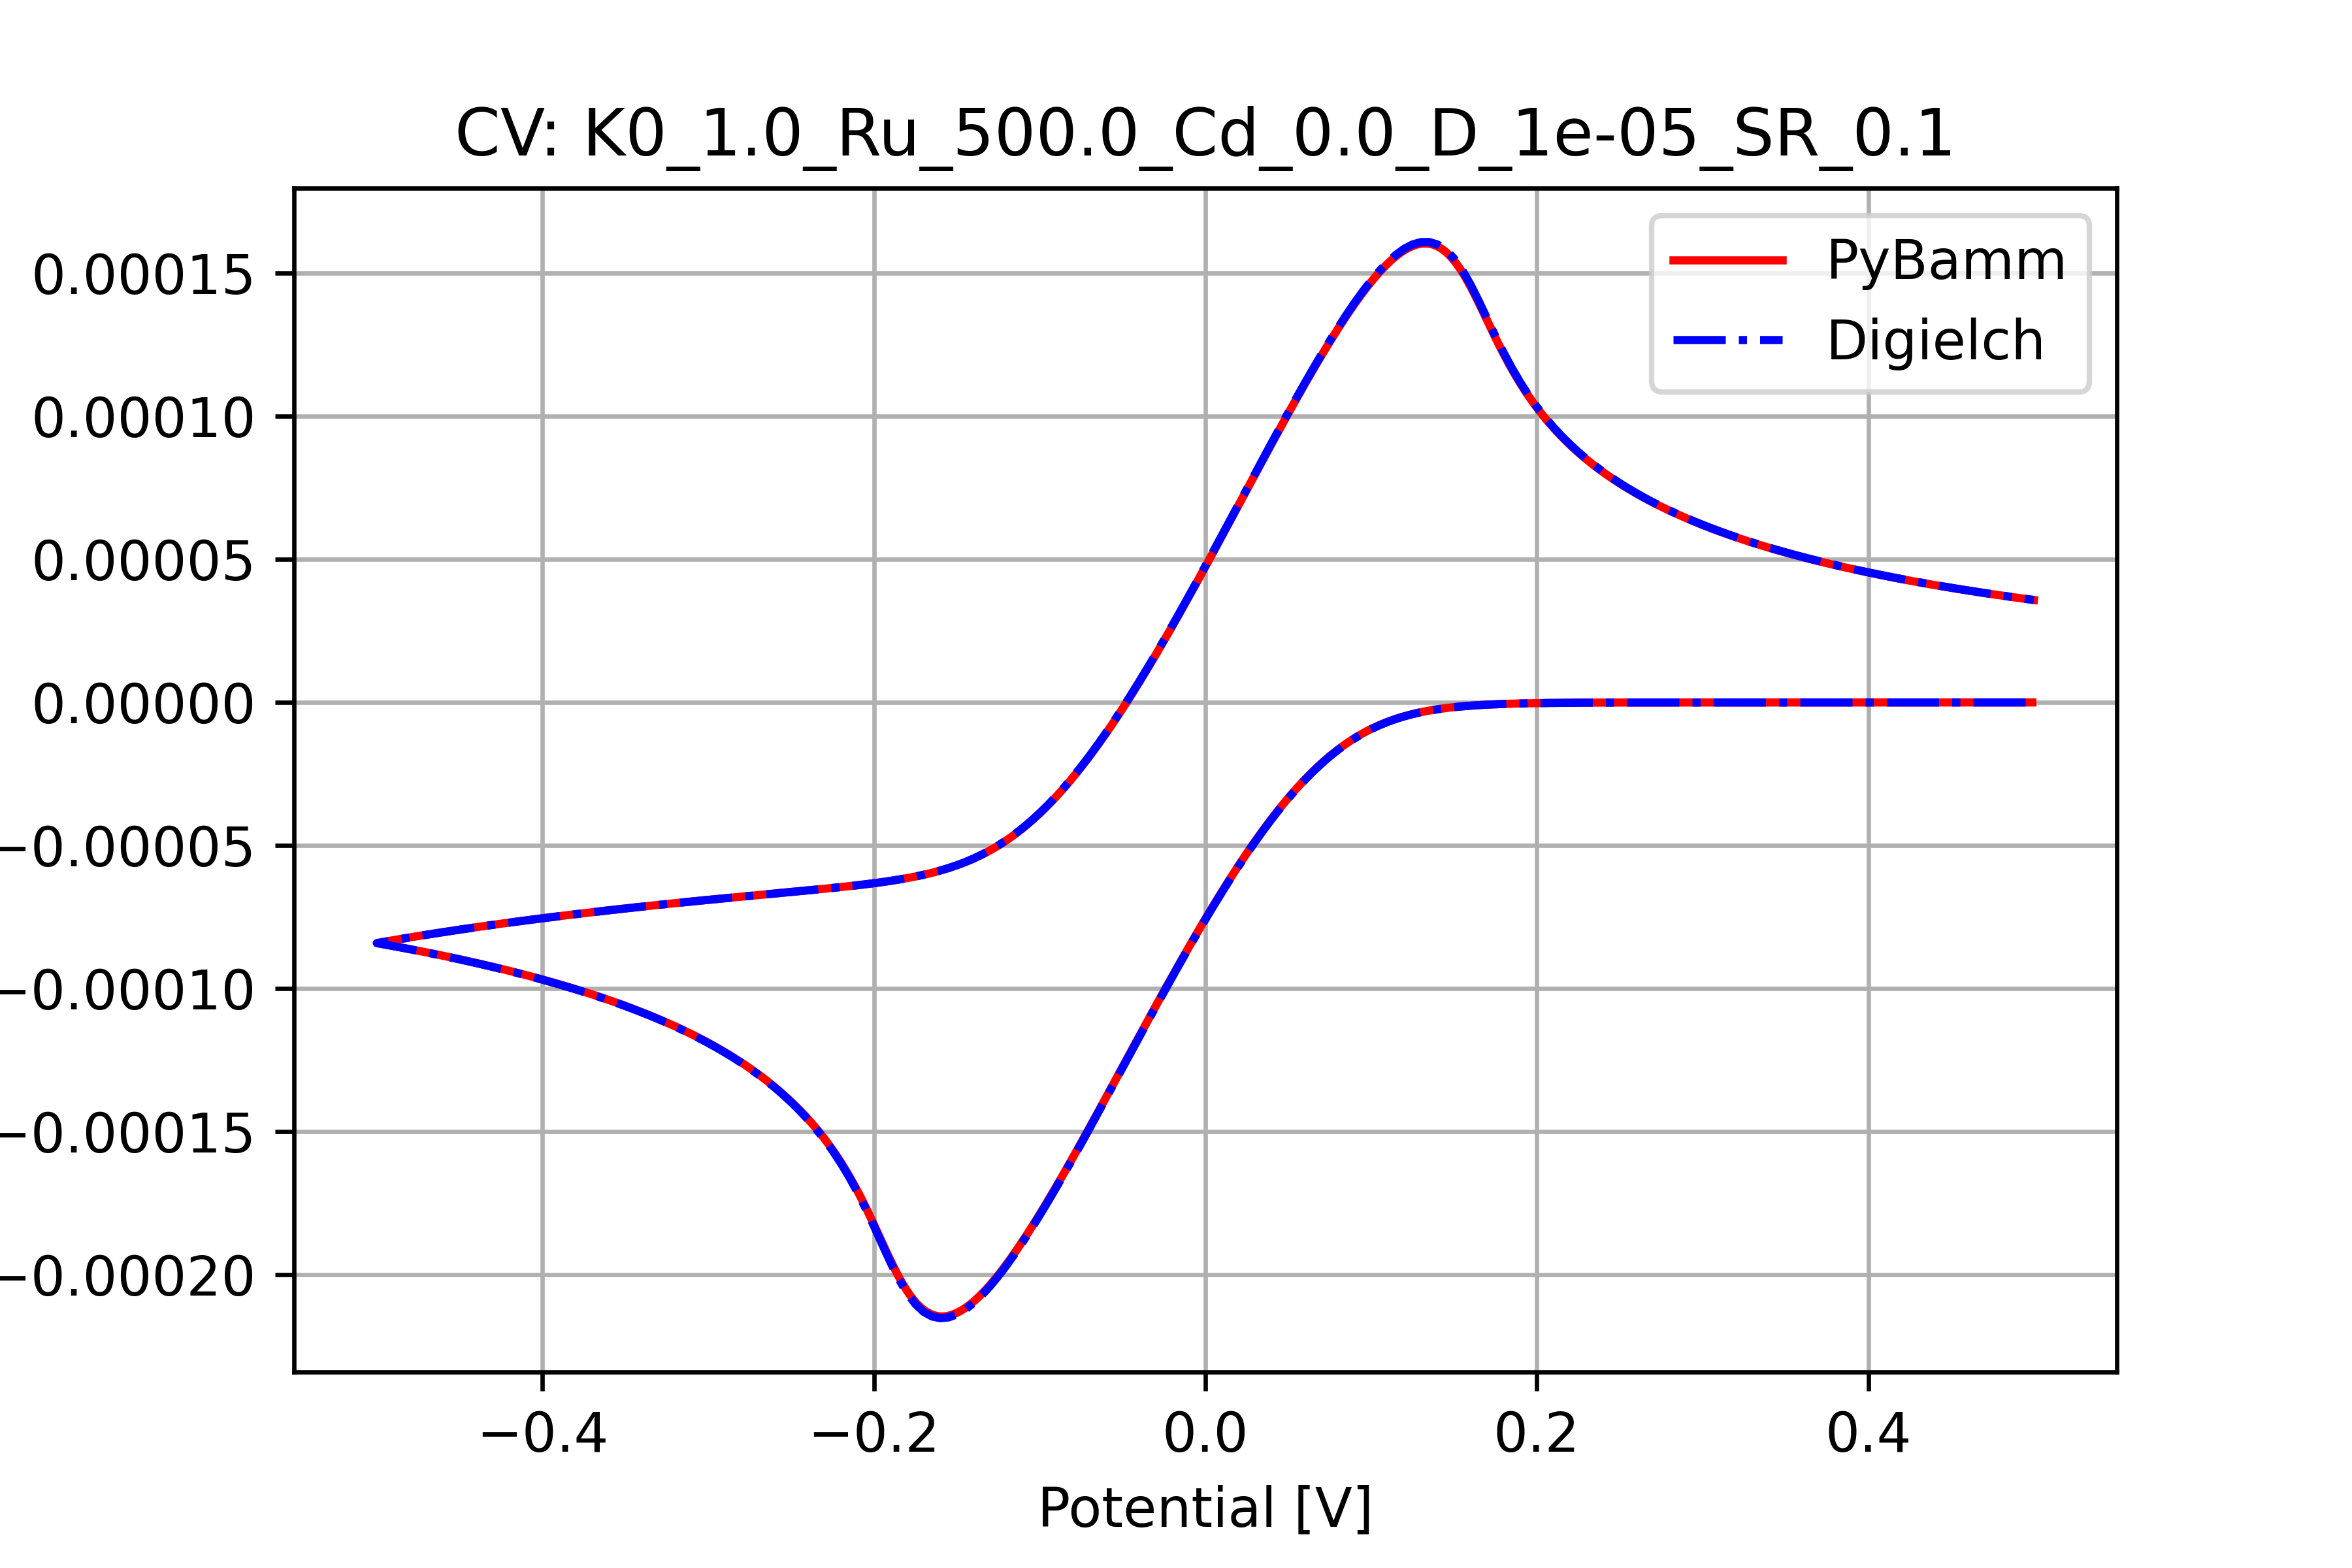 CV: K0_1.0_Ru_500.0_Cd_0.0_D_1e-05_SR_0.1
PyBamm
Digielch
0.00015
0.00010
0.00005
0.00000
−0.00005
−0.00010
−0.00015
−0.00020
−0.4 −0.2 0.0 0.2 0.4
Potential [V]